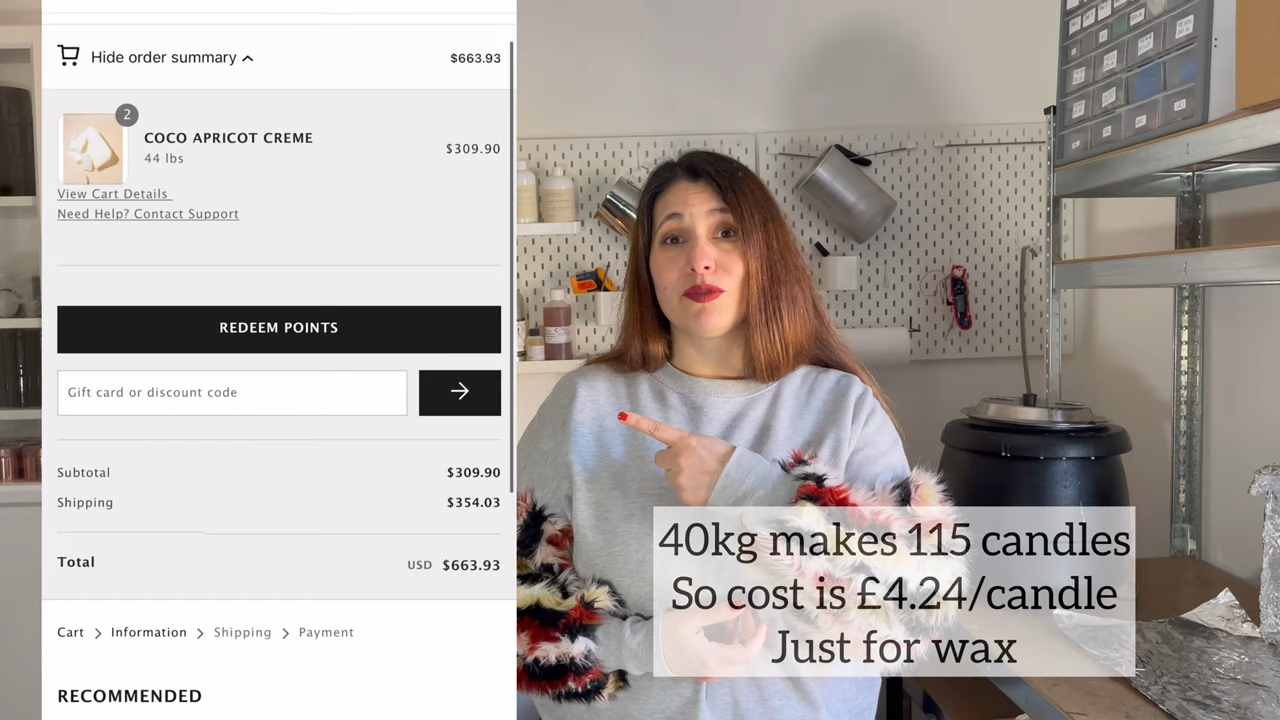 Hide order summary
$663.93
2
COCO APRICOT CREME
44 lbs
$309.90
View Cart Details
Need Help? Contact Support
REDEEM POINTS
Gift card or discount code
Subtotal
$309.90
Shipping
$354.03
Total
USD $663.93
Cart > Information > Shipping > Payment
RECOMMENDED
40kg makes 115 candles
So cost is £4.24/candle
Just for wax